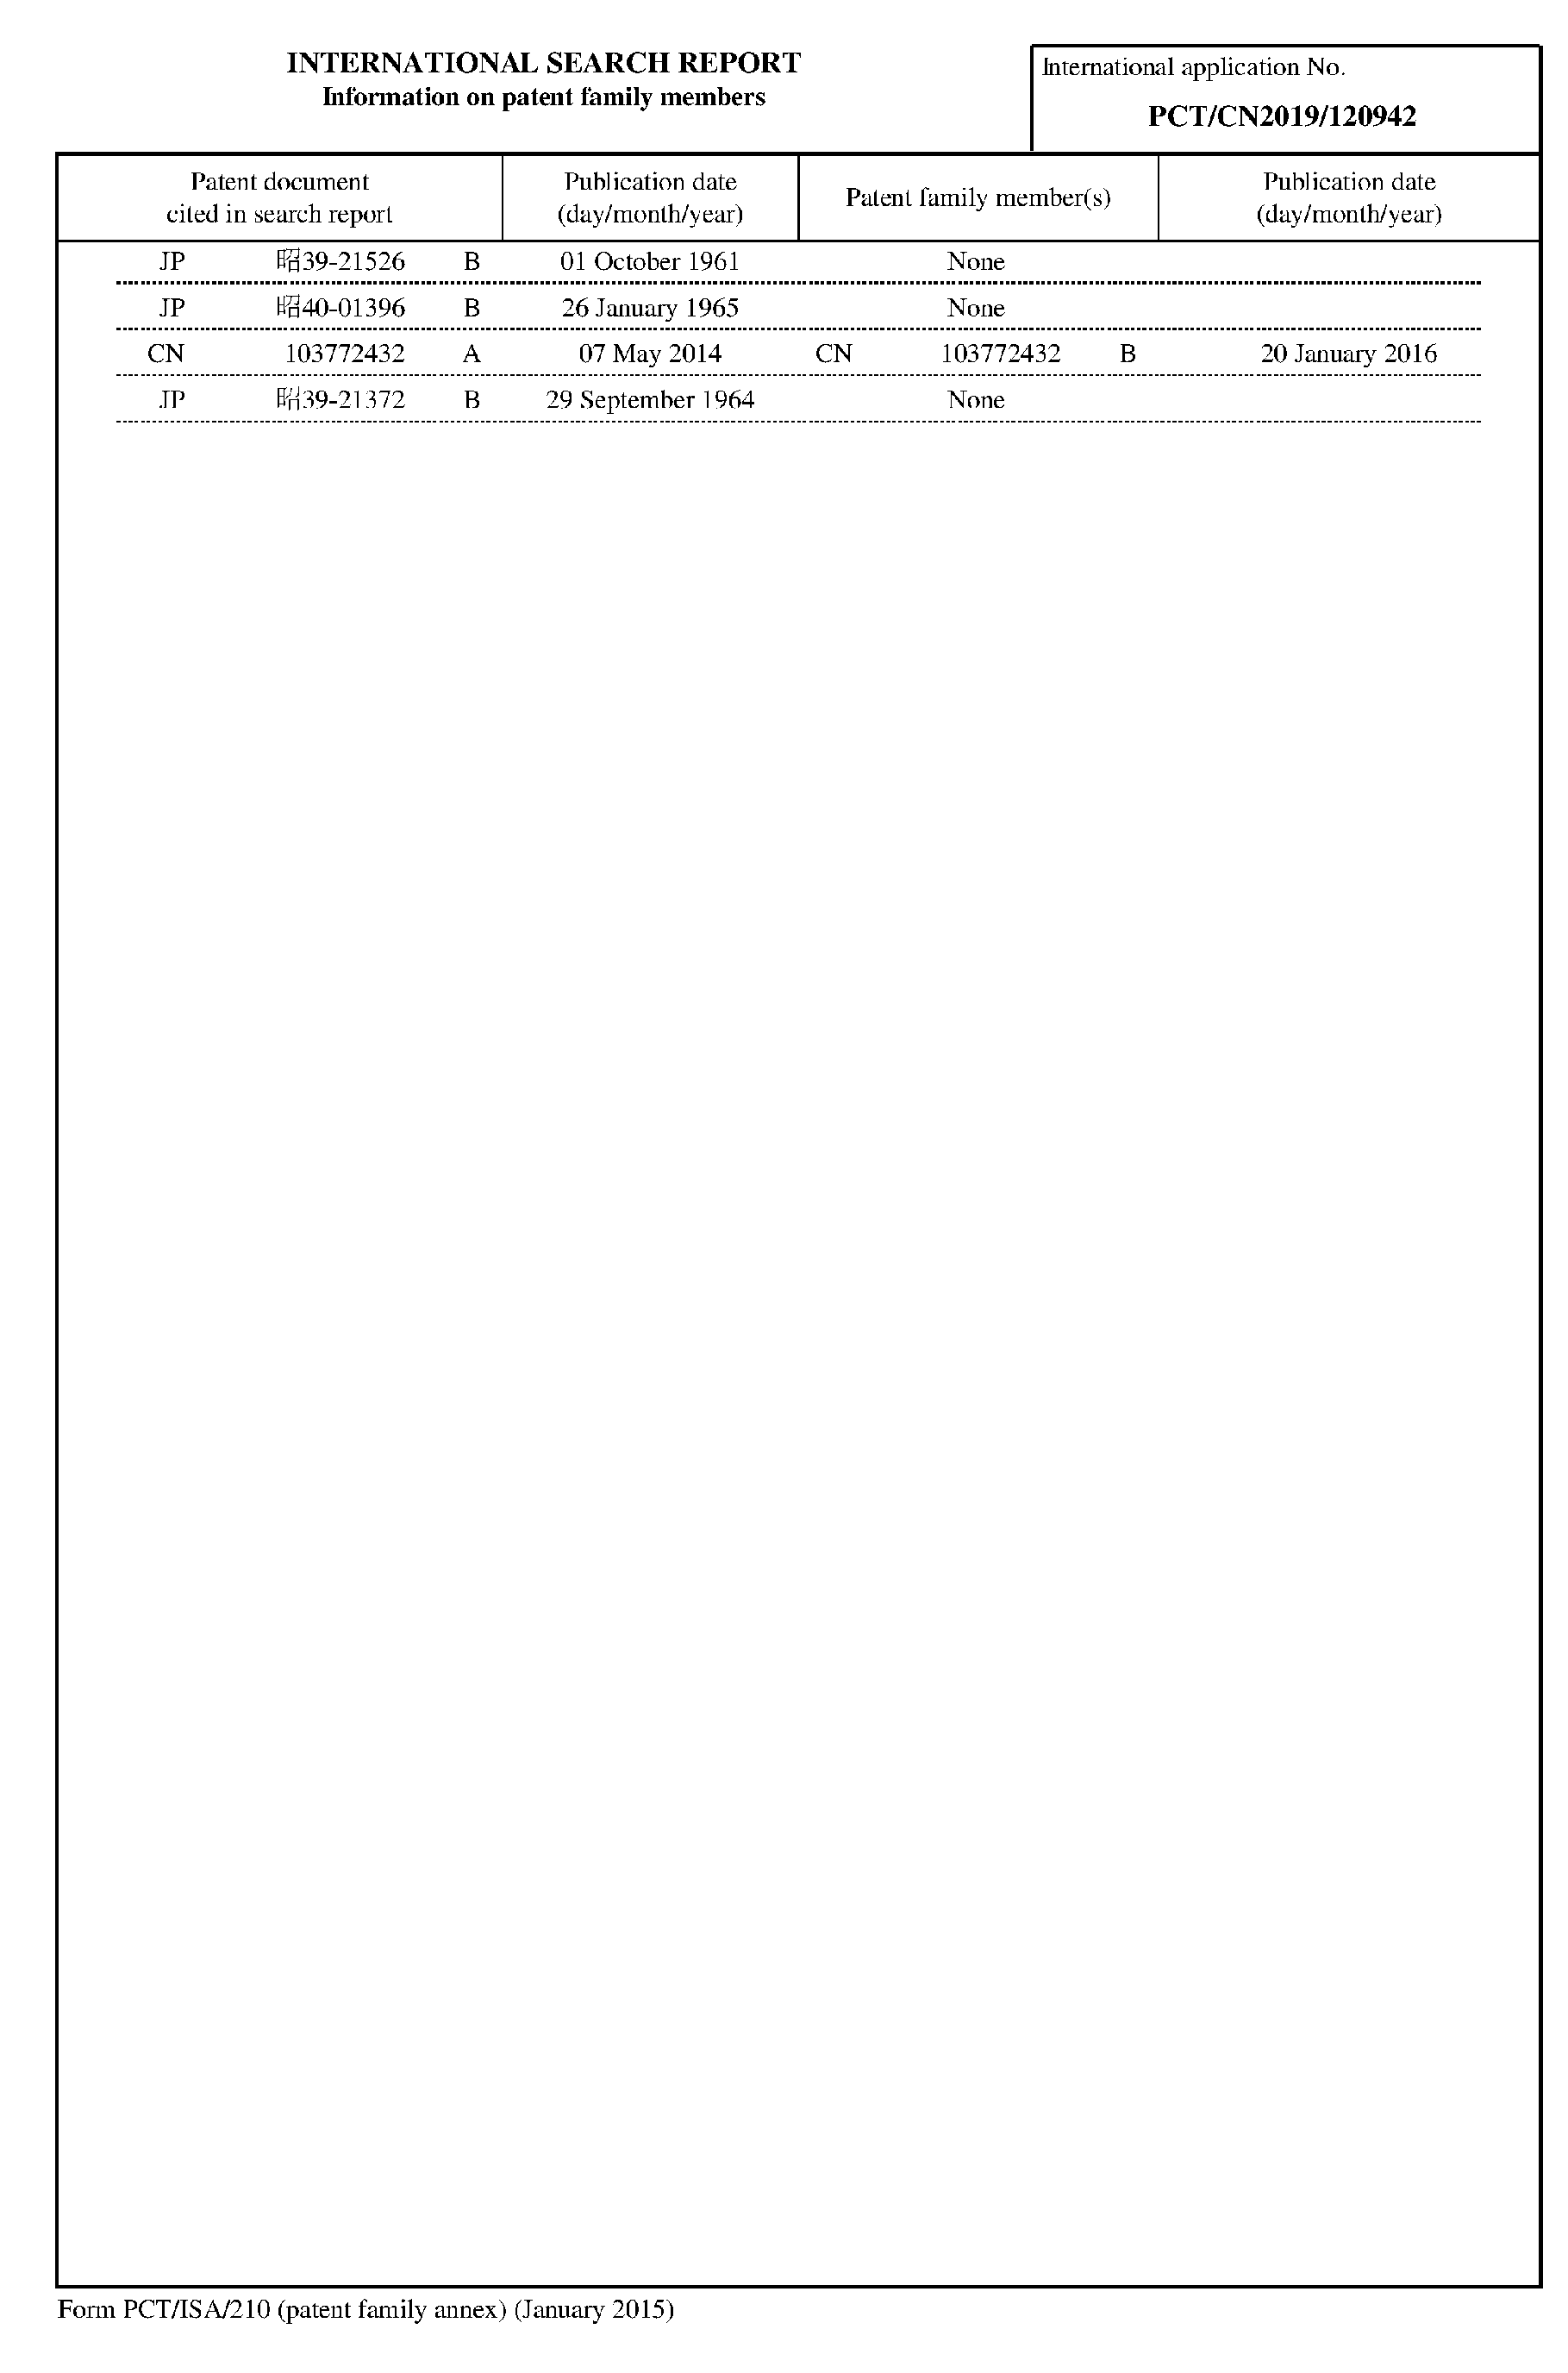 INTERNATIONAL SEARCH REPORT
Information on patent family members
International application No.
PCT/CN2019/120942
Patent document
cited in search report
Publication date
(day/month/year)
Patent family member(s)
Publication date
(day/month/year)
JP 昭39-21526 B 01 October 1961 None
JP 昭40-01396 B 26 January 1965 None
CN 103772432 A 07 May 2014 CN 103772432 B 20 January 2016
JP 昭39-21372 B 29 September 1964 None
Form PCT/ISA/210 (patent family annex) (January 2015)